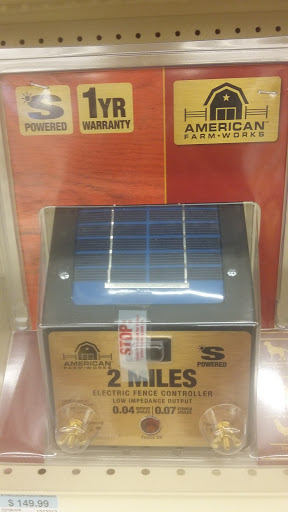 S
POWERED
1YR
WARRANTY
AMERICAN
FARM·WORKS
STOP!
AMERICAN
FARM·WORKS
S
POWERED
2 MILES
ELECTRIC FENCE CONTROLLER
LOW IMPEDANCE OUTPUT
0.04 0.07
$ 149.99